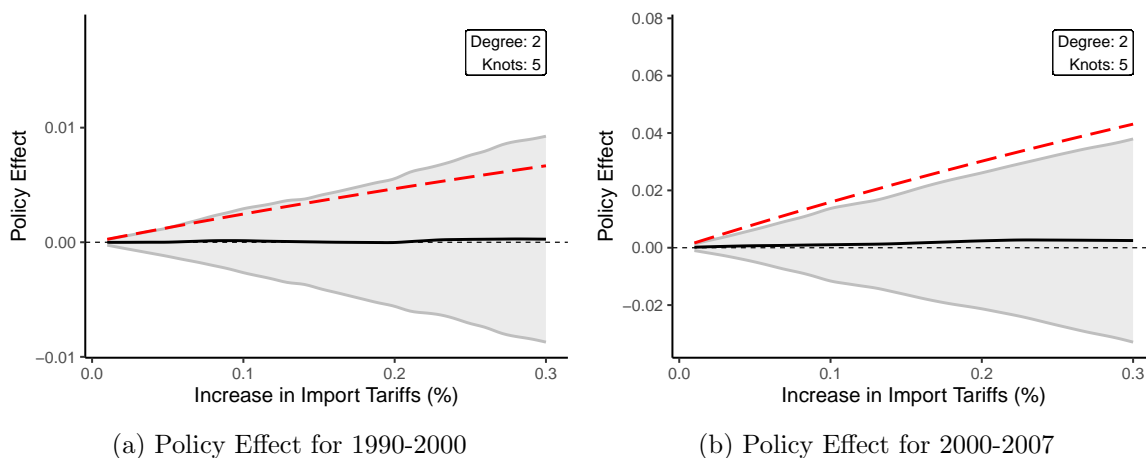 Degree: 2
Knots: 5
Policy Effect
0.01
0.00
−0.01
0.0
0.1
0.2
0.3
Increase in Import Tariffs (%)
(a) Policy Effect for 1990-2000
Degree: 2
Knots: 5
Policy Effect
0.08
0.06
0.04
0.02
0.00
−0.02
0.0
0.1
0.2
0.3
Increase in Import Tariffs (%)
(b) Policy Effect for 2000-2007